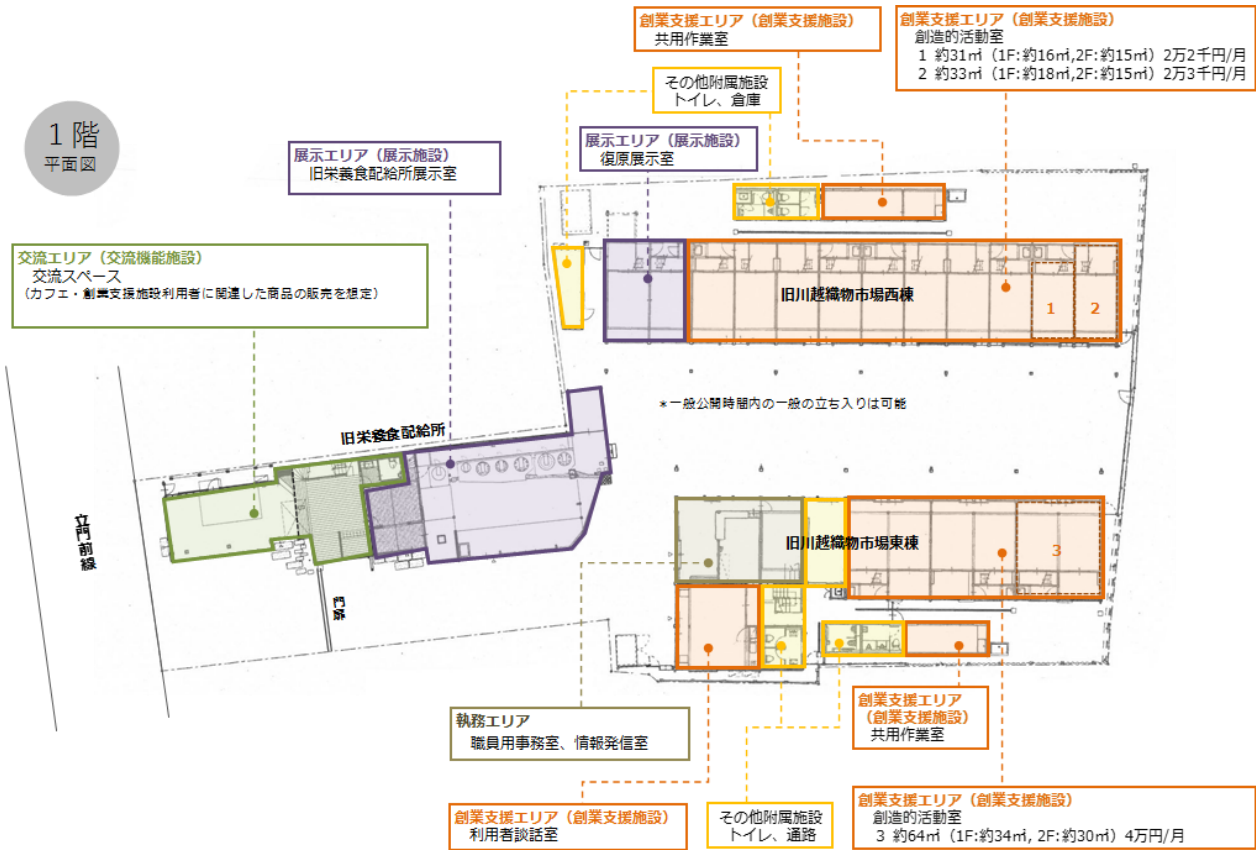 1階
平面図
創業支援エリア（創業支援施設）
共用作業室
創業支援エリア（創業支援施設）
創造的活動室
1 約31㎡（1F:約16㎡,2F:約15㎡）2万2千円/月
2 約33㎡（1F:約18㎡,2F:約15㎡）2万3千円/月
その他附属施設
トイレ、倉庫
展示エリア（展示施設）
旧栄養食配給所展示室
展示エリア（展示施設）
復原展示室
交流エリア（交流機能施設）
交流スペース
（カフェ・創業支援施設利用者に関連した商品の販売を想定）
旧川越織物市場西棟
1
2
＊一般公開時間内の一般の立ち入りは可能
旧栄養食配給所
立門前線
門塀
旧川越織物市場東棟
3
執務エリア
職員用事務室、情報発信室
創業支援エリア
（創業支援施設）
共用作業室
創業支援エリア（創業支援施設）
利用者談話室
その他附属施設
トイレ、通路
創業支援エリア（創業支援施設）
創造的活動室
3 約64㎡（1F:約34㎡, 2F:約30㎡）4万円/月